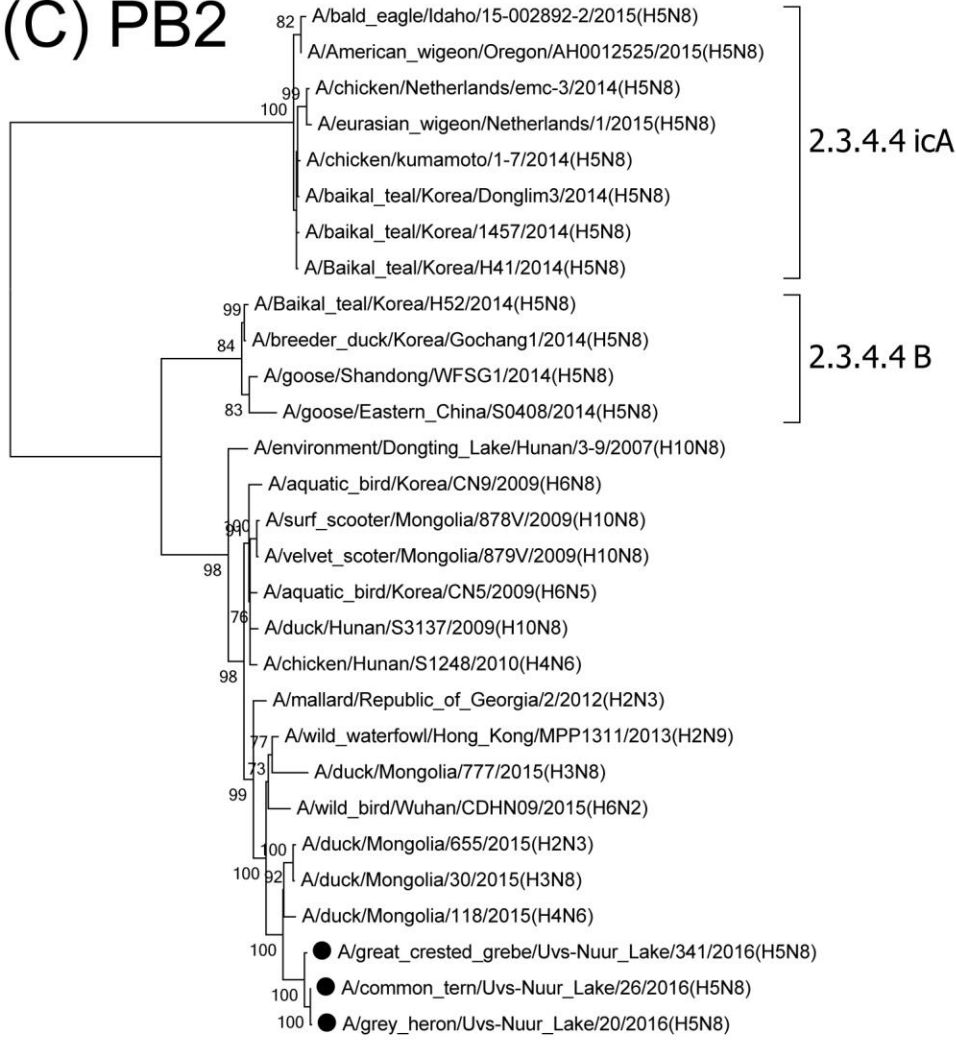 (C) PB2
82
A/bald_eagle/Idaho/15-002892-2/2015(H5N8)
A/American_wigeon/Oregon/AH0012525/2015(H5N8)
99
A/chicken/Netherlands/emc-3/2014(H5N8)
100
A/eurasian_wigeon/Netherlands/1/2015(H5N8)
2.3.4.4 icA
A/chicken/kumamoto/1-7/2014(H5N8)
A/baikal_teal/Korea/Donglim3/2014(H5N8)
A/baikal_teal/Korea/1457/2014(H5N8)
A/Baikal_teal/Korea/H41/2014(H5N8)
99
A/Baikal_teal/Korea/H52/2014(H5N8)
84
A/breeder_duck/Korea/Gochang1/2014(H5N8)
2.3.4.4 B
A/goose/Shandong/WFSG1/2014(H5N8)
83
A/goose/Eastern_China/S0408/2014(H5N8)
A/environment/Dongting_Lake/Hunan/3-9/2007(H10N8)
A/aquatic_bird/Korea/CN9/2009(H6N8)
100
A/surf_scooter/Mongolia/878V/2009(H10N8)
91
A/velvet_scoter/Mongolia/879V/2009(H10N8)
98
A/aquatic_bird/Korea/CN5/2009(H6N5)
76
A/duck/Hunan/S3137/2009(H10N8)
A/chicken/Hunan/S1248/2010(H4N6)
98
A/mallard/Republic_of_Georgia/2/2012(H2N3)
77
A/wild_waterfowl/Hong_Kong/MPP1311/2013(H2N9)
73
A/duck/Mongolia/777/2015(H3N8)
99
A/wild_bird/Wuhan/CDHN09/2015(H6N2)
100
A/duck/Mongolia/655/2015(H2N3)
100
92
A/duck/Mongolia/30/2015(H3N8)
A/duck/Mongolia/118/2015(H4N6)
100
A/great_crested_grebe/Uvs-Nuur_Lake/341/2016(H5N8)
100
A/common_tern/Uvs-Nuur_Lake/26/2016(H5N8)
100
A/grey_heron/Uvs-Nuur_Lake/20/2016(H5N8)